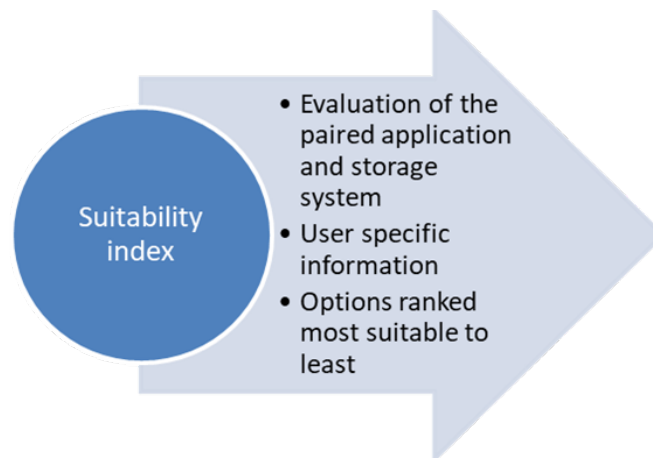 Suitability
index
• Evaluation of the
paired application
and storage
system
• User specific
information
• Options ranked
most suitable to
least